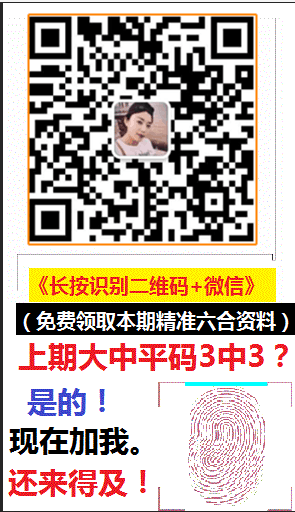 《长按识别二维码+微信》
（免费领取本期精准六合资料）
上期大中平码3中3？
是的！
现在加我。
还来得及！